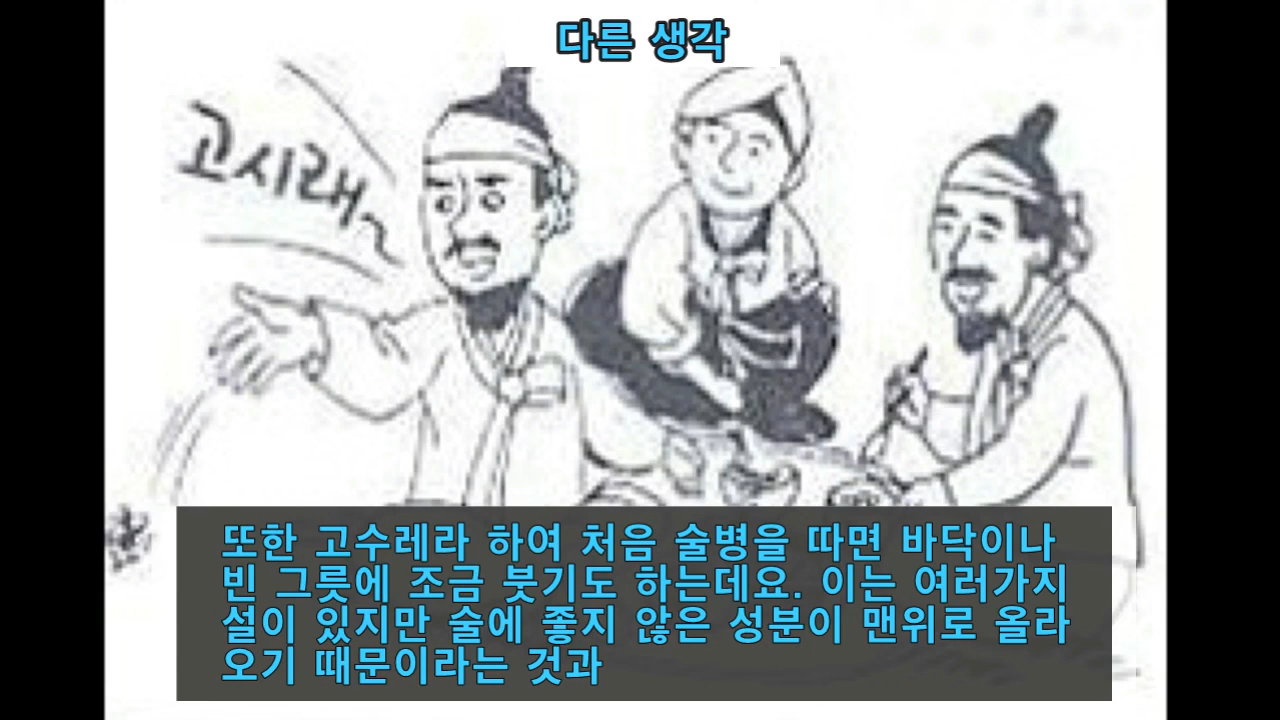 다른 생각
고시래~
또한 고수레라 하여 처음 술병을 따면 바닥이나
빈 그릇에 조금 붓기도 하는데요. 이는 여러가지
설이 있지만 술에 좋지 않은 성분이 맨위로 올라
오기 때문이라는 것과